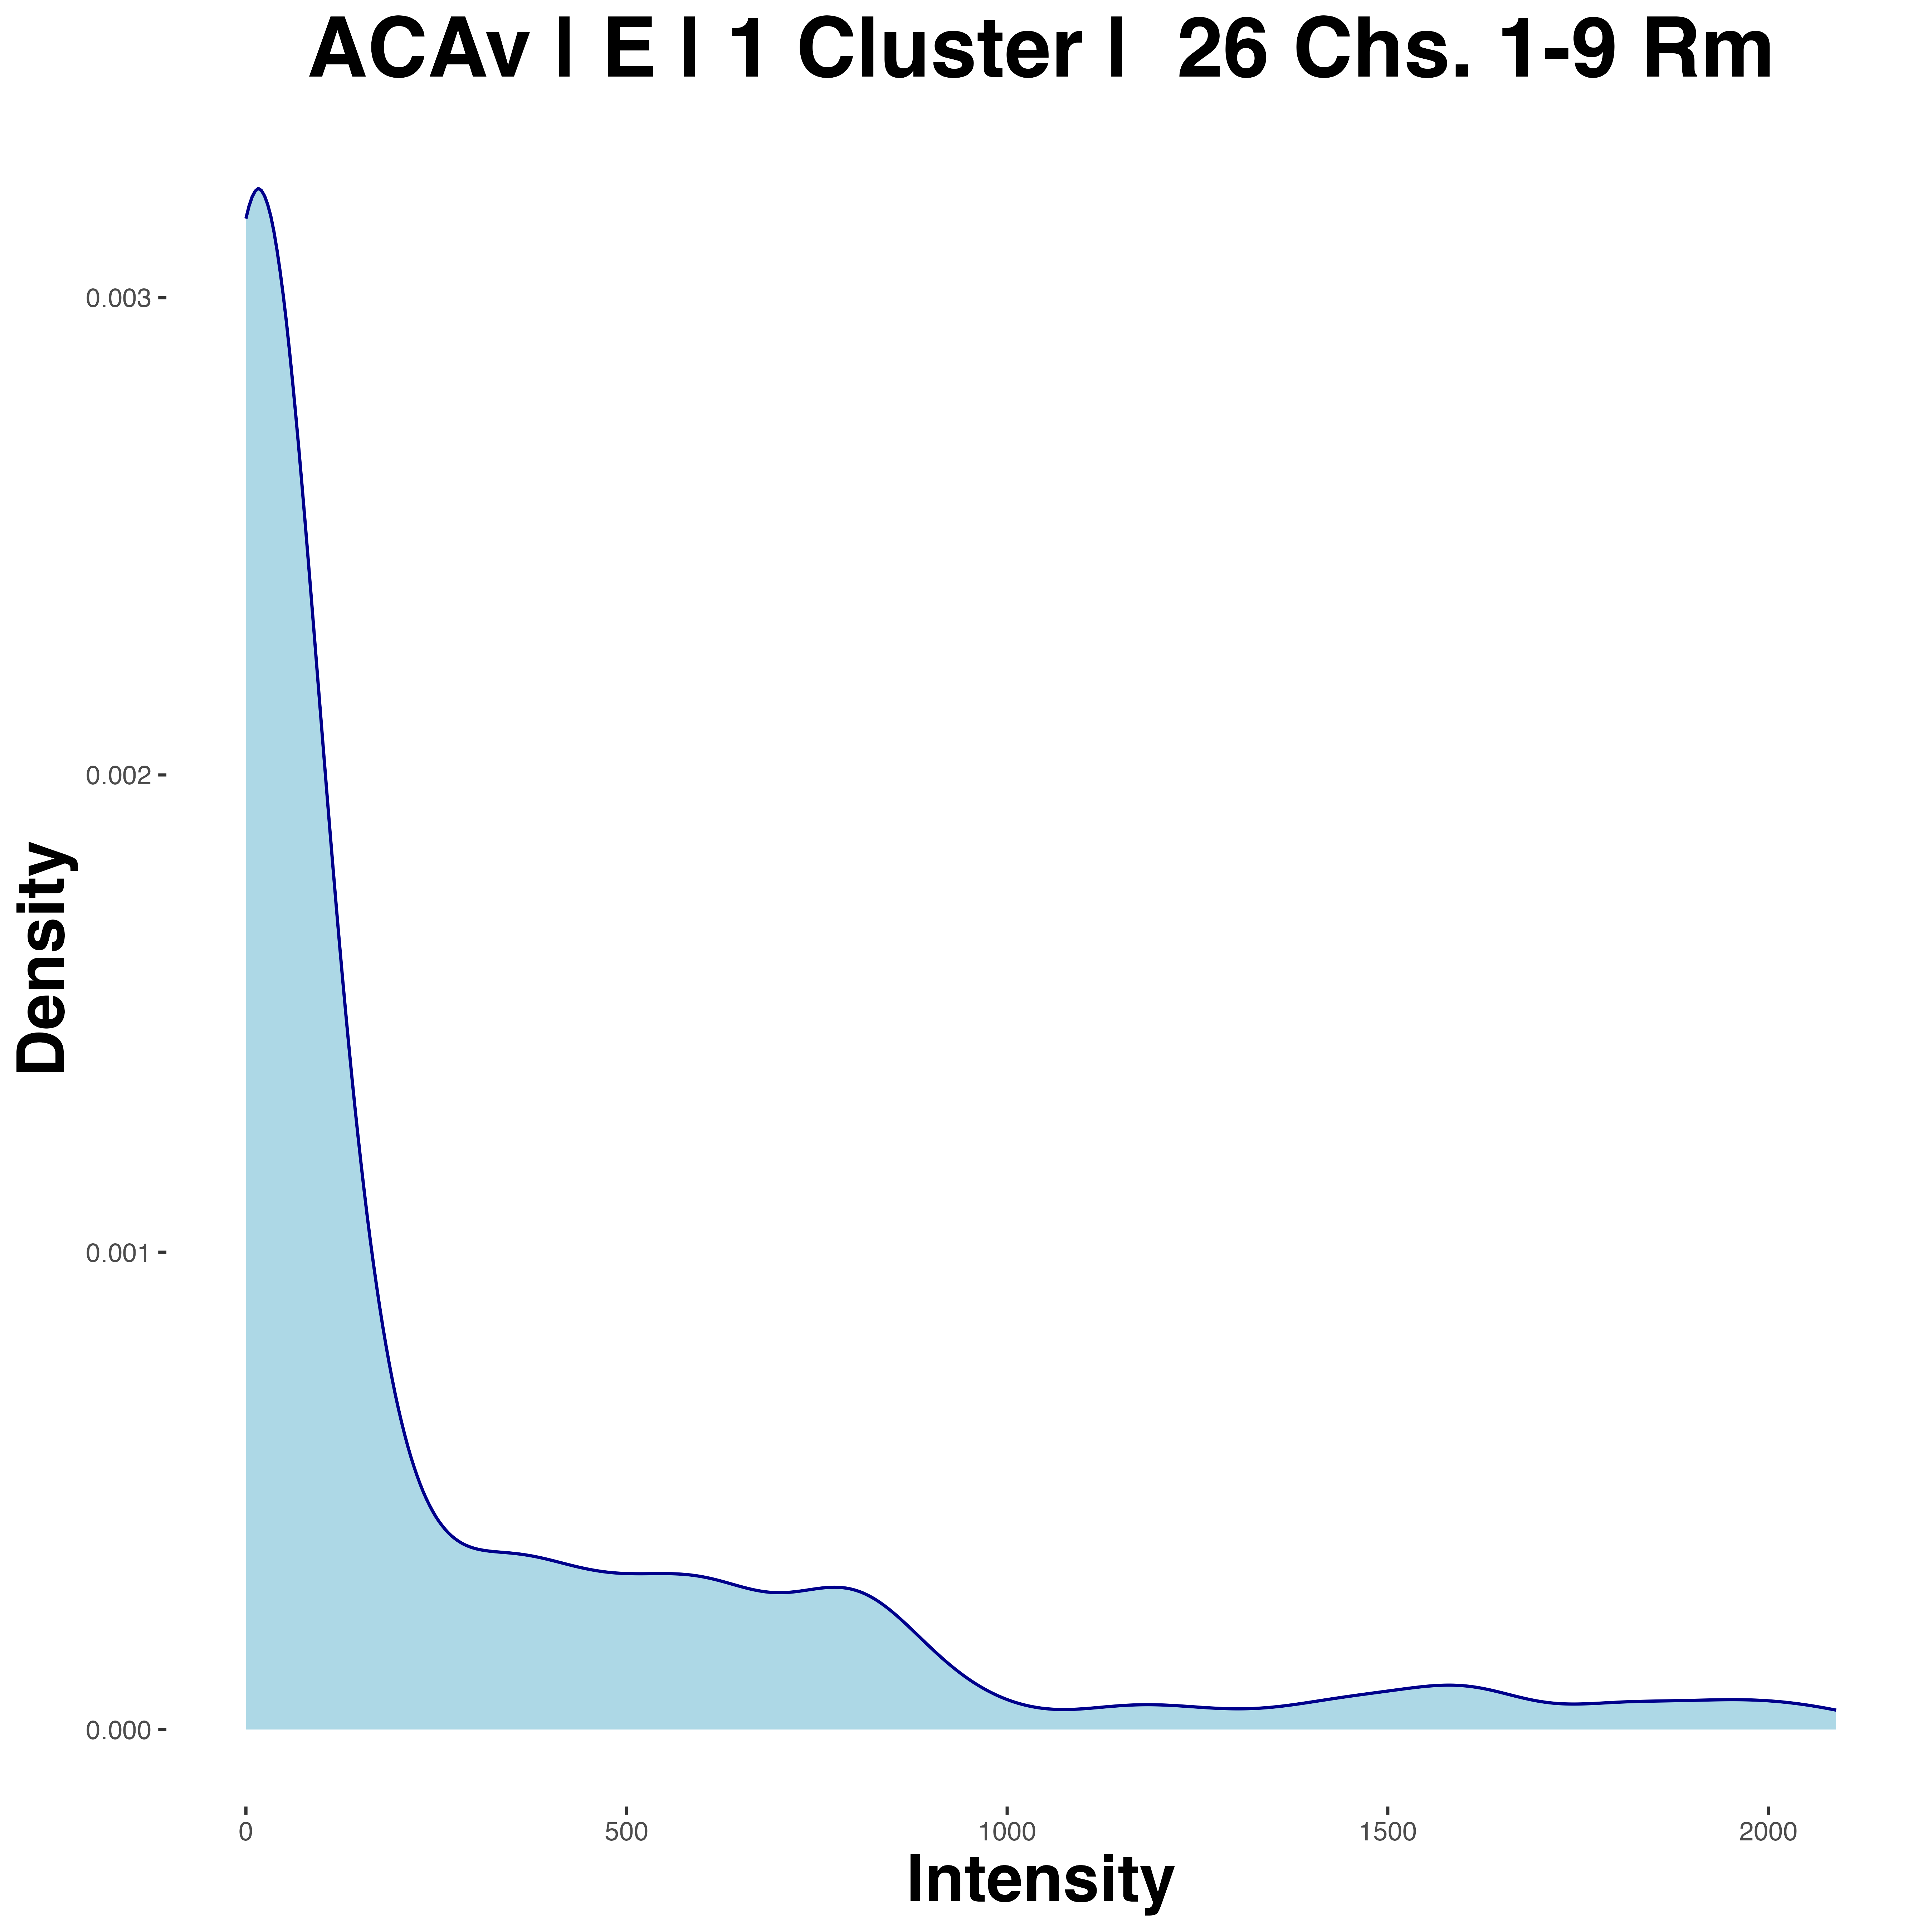 ACAv | E | 1 Cluster |  26 Chs. 1-9 Rm
Density
0.003
0.002
0.001
0.000
0 500 1000 1500 2000
Intensity